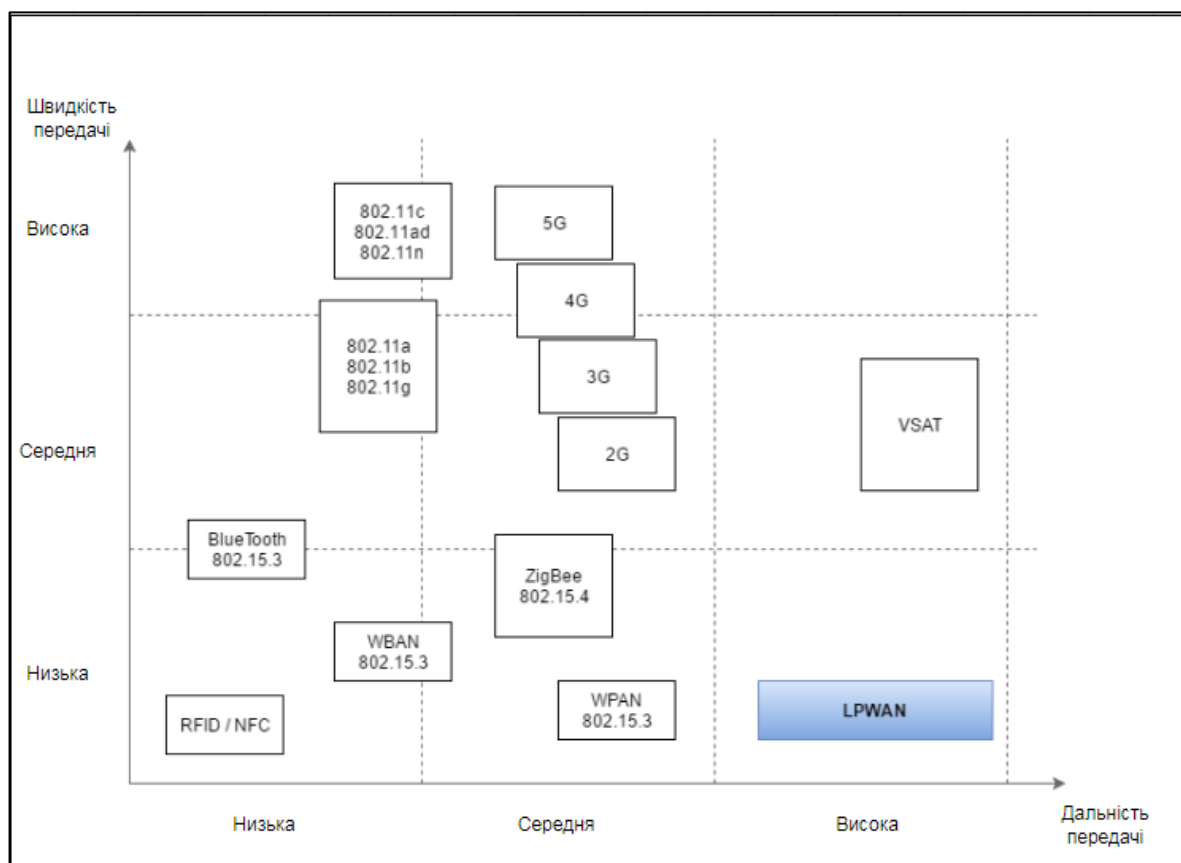 Швидкість
передачі
Висока
802.11c
802.11ad
802.11n
5G
4G
802.11a
802.11b
802.11g
3G
VSAT
Середня
2G
BlueTooth
802.15.3
ZigBee
802.15.4
WBAN
802.15.3
Низька
RFID / NFC
WPAN
802.15.3
LPWAN
Низька
Середня
Висока
Дальність
передачі